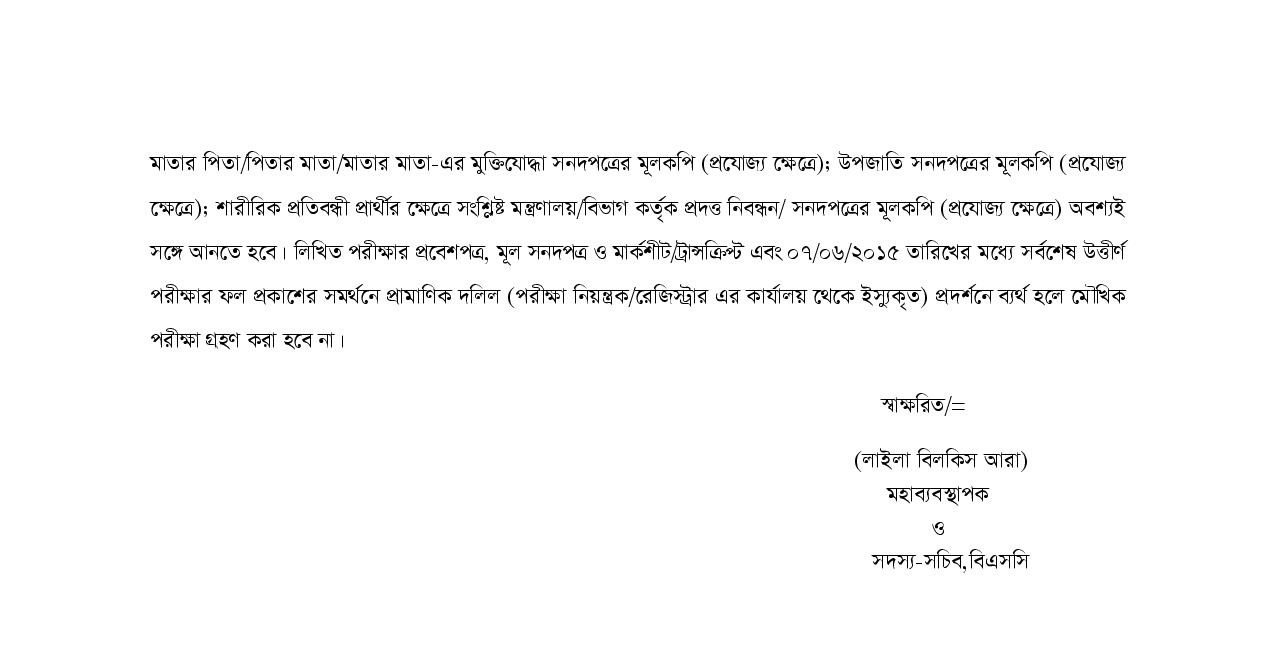 মাতার পিতা/পিতার মাতা/মাতার মাতা-এর মুক্তিযোদ্ধা সনদপত্রের মূলকপি (প্রযোজ্য ক্ষেত্রে); উপজাতি সনদপত্রের মূলকপি (প্রযোজ্য
ক্ষেত্রে); শারীরিক প্রতিবন্ধী প্রার্থীর ক্ষেত্রে সংশ্লিষ্ট মন্ত্রণালয়/বিভাগ কর্তৃক প্রদত্ত নিবন্ধন/ সনদপত্রের মূলকপি (প্রযোজ্য ক্ষেত্রে) অবশ্যই
সঙ্গে আনতে হবে। লিখিত পরীক্ষার প্রবেশপত্র, মূল সনদপত্র ও মার্কশীট/ট্রান্সক্রিপ্ট এবং ০৭/০৬/২০১৫ তারিখের মধ্যে সর্বশেষ উত্তীর্ণ
পরীক্ষার ফল প্রকাশের সমর্থনে প্রামাণিক দলিল (পরীক্ষা নিয়ন্ত্রক/রেজিস্ট্রার এর কার্যালয় থেকে ইস্যুকৃত) প্রদর্শনে ব্যর্থ হলে মৌখিক
পরীক্ষা গ্রহণ করা হবে না।
স্বাক্ষরিত/=
(লাইলা বিলকিস আরা)
মহাব্যবস্থাপক
ও
সদস্য-সচিব,বিএসসি